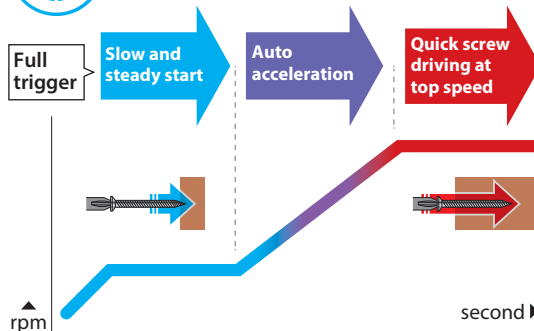 Full
trigger
Slow and
steady start
Auto
acceleration
Quick screw
driving at
top speed
rpm
second